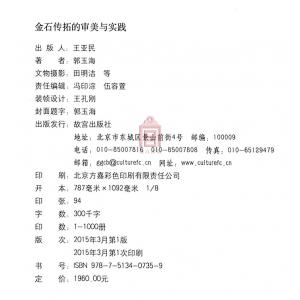 金石传拓的审美与实践
出 版 人：王亚民
著 者：郭玉海
文物摄影：田明洁 等
责任编辑：冯印淙 伍容萱
装帧设计：王孔刚
封面题字：郭玉海
出版发行：故宫出版社
地址：北京市东城区景山前街4号 邮编：100009
电话：010-85007816 010-85007808 传真：010-65129479
邮箱：ggcb@culturefc.cn 网址：www.culturefc.cn
印 刷：北京方嘉彩色印刷有限责任公司
开 本：787毫米×1092毫米 1/8
印 张：94
字 数：300千字
印 数：1-1000册
版 次：2015年3月第1版
2015年3月第1次印刷
书 号：ISBN 978-7-5134-0735-9
定 价：1960.00元